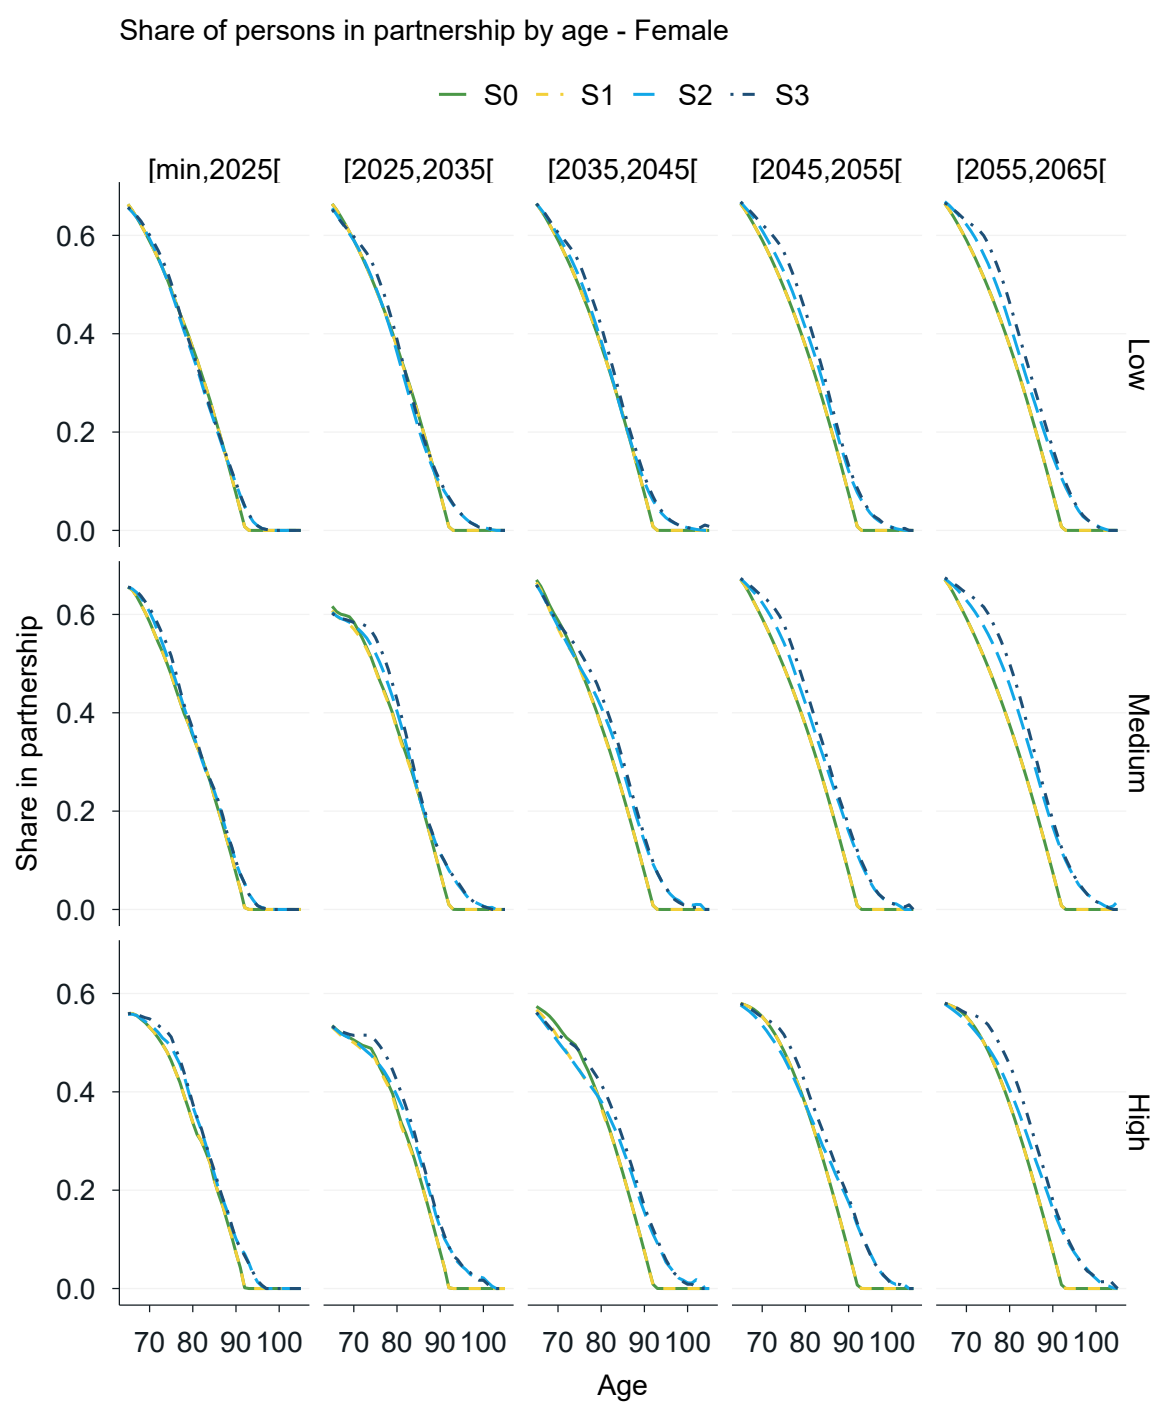 Share of persons in partnership by age - Female
S0 S1 S2 S3
[min,2025[ [2025,2035[ [2035,2045[ [2045,2055[ [2055,2065[
0.6
0.4
0.2
0.0
Low
0.6
0.4
0.2
0.0
Medium
0.6
0.4
0.2
0.0
High
Share in partnership
70 80 90 100 70 80 90 100 70 80 90 100 70 80 90 100 70 80 90 100
Age